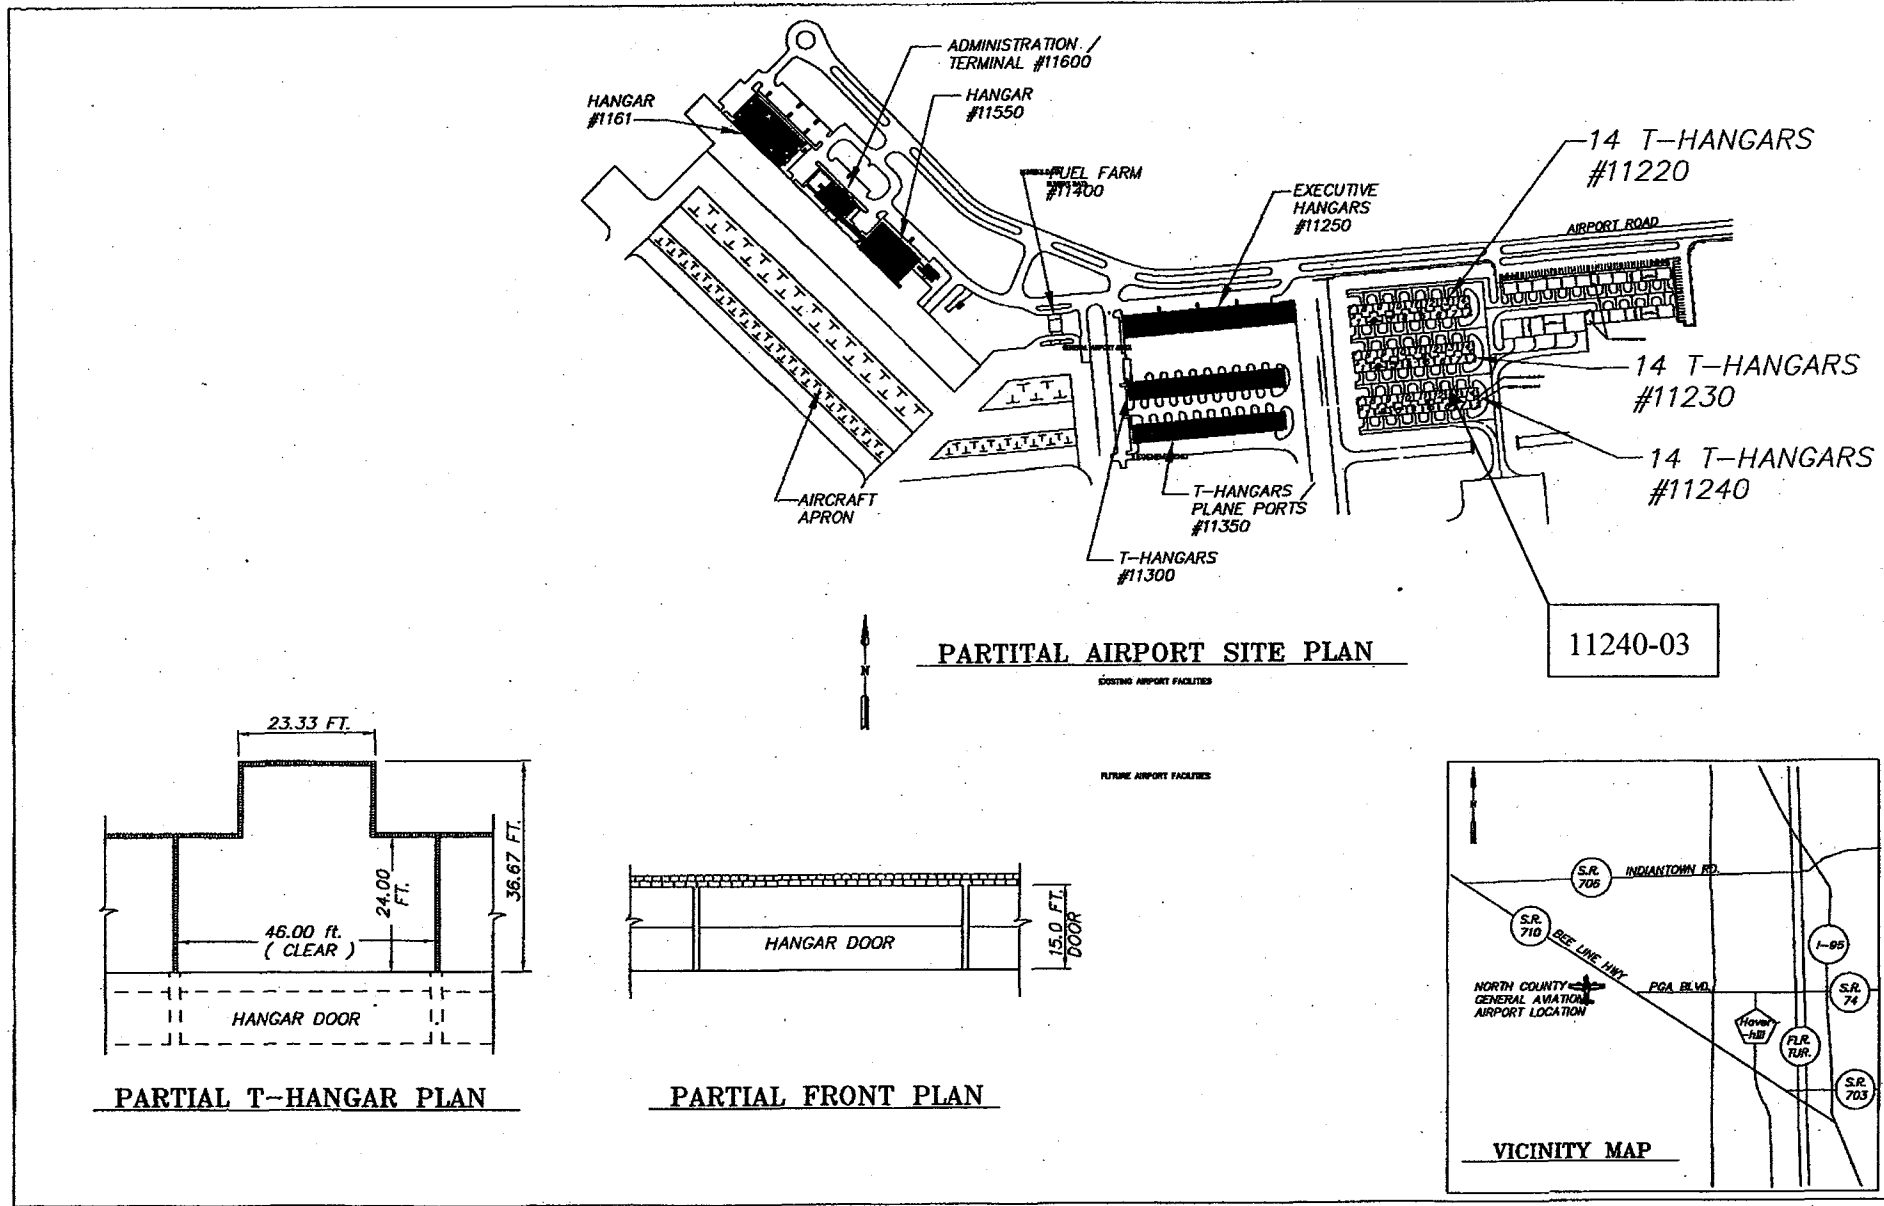 ADMINISTRATION /
TERMINAL #11600
HANGAR
#1161
HANGAR
#11550
FUEL FARM
#11400
EXECUTIVE
HANGARS
#11250
14 T-HANGARS
#11220
AIRPORT ROAD
14 T-HANGARS
#11230
14 T-HANGARS
#11240
AIRCRAFT
APRON
T-HANGARS
PLANE PORTS
#11350
T-HANGARS
#11300
11240-03
N
PARTITAL AIRPORT SITE PLAN
EXISTING AIRPORT FACILITIES
FUTURE AIRPORT FACILITIES
23.33 FT.
36.67 FT.
24.00
FT.
46.00 ft.
( CLEAR )
HANGAR DOOR
PARTIAL T-HANGAR PLAN
HANGAR DOOR
15.0 FT.
DOOR
PARTIAL FRONT PLAN
N
S.R.
706
INDIANTOWN RD.
S.R.
710
BEE LINE HWY
I-95
NORTH COUNTY
GENERAL AVIATION
AIRPORT LOCATION
PGA BLVD.
S.R.
74
Haver
-hill
FLR.
TUR.
S.R.
703
VICINITY MAP